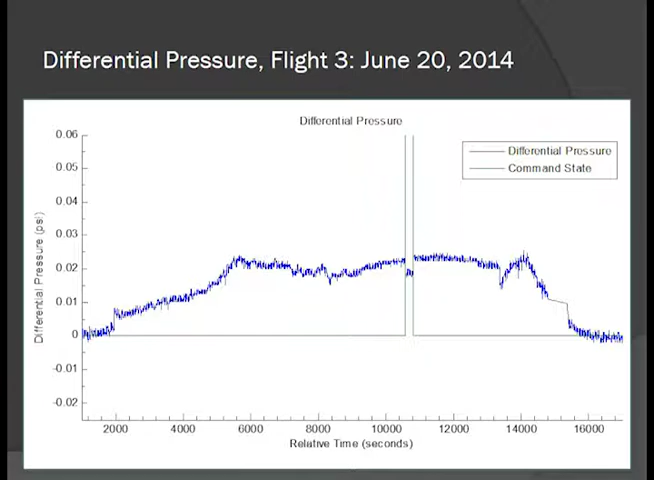 Differential Pressure, Flight 3: June 20, 2014
Differential Pressure
0.06
0.05
0.04
0.03
0.02
0.01
0
-0.01
-0.02
Differential Pressure (psi)
Differential Pressure
Command State
2000 4000 6000 8000 10000 12000 14000 16000
Relative Time (seconds)